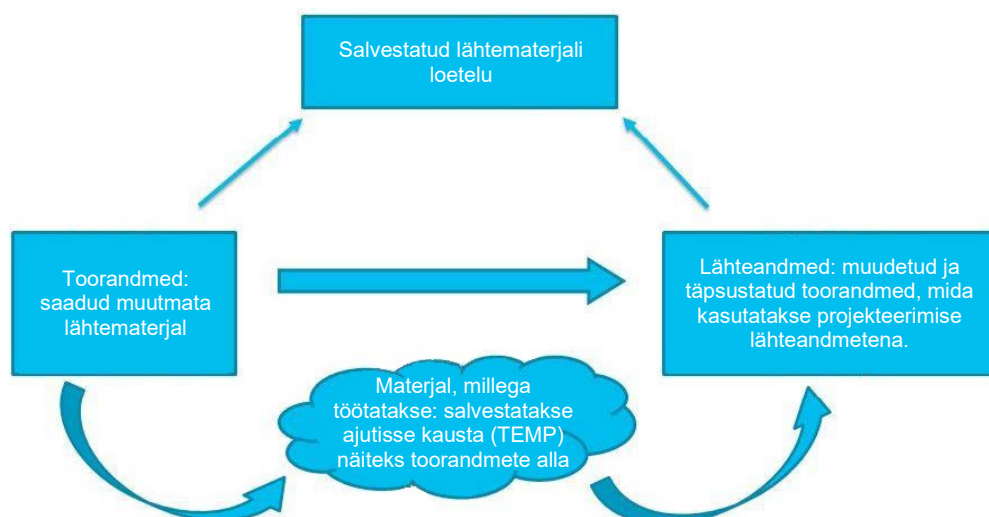 Salvestatud lähtematerjali
loetelu
Toorandmed:
saadud muutmata
lähtematerjal
Lähteandmed: muudetud ja
täpsustatud toorandmed, mida
kasutatakse projekteerimise
lähteandmetena.
Materjal, millega
töötatakse: salvestatakse
ajutisse kausta (TEMP)
näiteks toorandmete alla